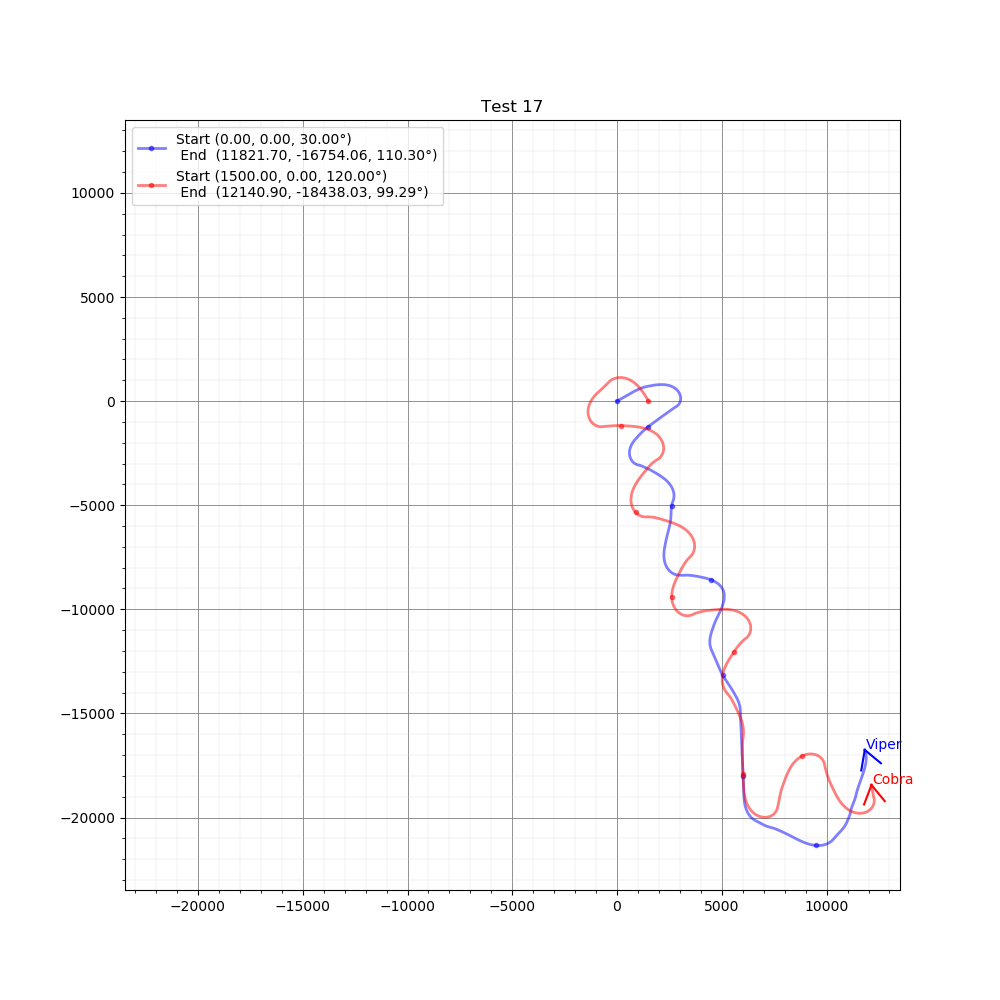 Test 17
Start (0.00, 0.00, 30.00°)
End (11821.70, -16754.06, 110.30°)
Start (1500.00, 0.00, 120.00°)
End (12140.90, -18438.03, 99.29°)
10000
5000
0
−5000
−10000
−15000
−20000
Viper
Cobra
−20000 −15000 −10000 −5000 0 5000 10000